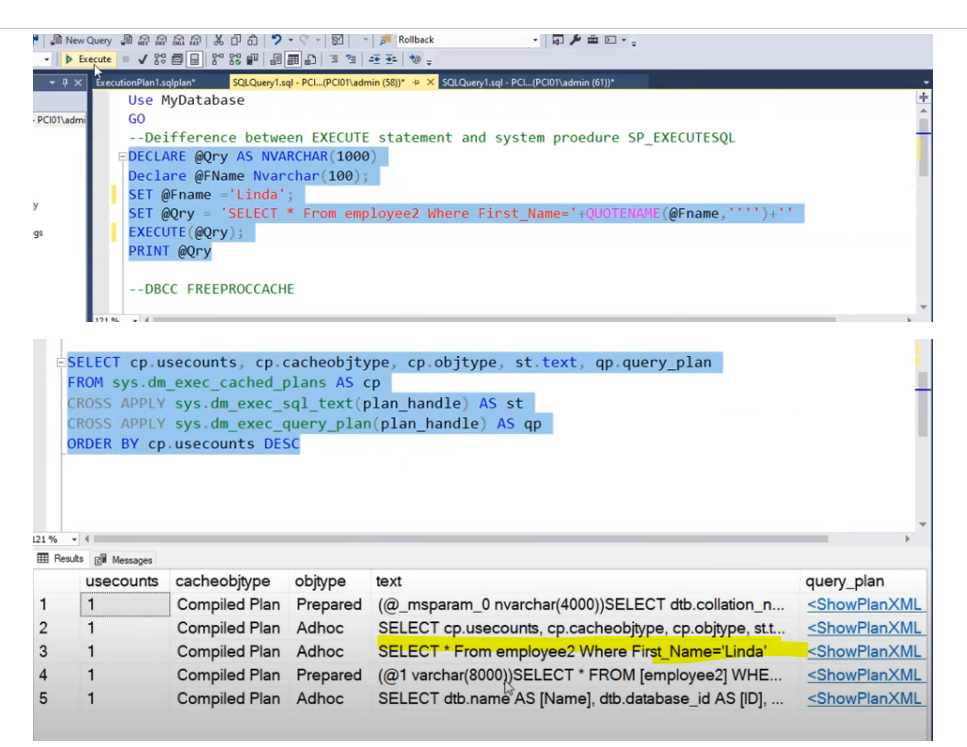 New Query Rollback
Execute
ExecutionPlan1.sqlplan* SQLQuery1.sql - PCI...(PCI01\admin (58))* SQLQuery1.sql - PCI...(PCI01\admin (61))*
Use MyDatabase
- PCI01\admi GO
--Deifference between EXECUTE statement and system proedure SP_EXECUTESQL
DECLARE @Qry AS NVARCHAR(1000)
Declare @FName Nvarchar(100);
SET @Fname ='Linda';
SET @Qry = 'SELECT * From employee2 Where First_Name='+QUOTENAME(@Fname,'''')+''
EXECUTE(@Qry);
PRINT @Qry
--DBCC FREEPROCCACHE
121 %
SELECT cp.usecounts, cp.cacheobjtype, cp.objtype, st.text, qp.query_plan
FROM sys.dm_exec_cached_plans AS cp
CROSS APPLY sys.dm_exec_sql_text(plan_handle) AS st
CROSS APPLY sys.dm_exec_query_plan(plan_handle) AS qp
ORDER BY cp.usecounts DESC
121 %
Results Messages
usecounts cacheobjtype objtype text query_plan
1 1 Compiled Plan Prepared (@_msparam_0 nvarchar(4000))SELECT dtb.collation_n... <ShowPlanXML
2 1 Compiled Plan Adhoc SELECT cp.usecounts, cp.cacheobjtype, cp.objtype, st.t... <ShowPlanXML
3 1 Compiled Plan Adhoc SELECT * From employee2 Where First_Name='Linda' <ShowPlanXML
4 1 Compiled Plan Prepared (@1 varchar(8000))SELECT * FROM [employee2] WHE... <ShowPlanXML
5 1 Compiled Plan Adhoc SELECT dtb.name AS [Name], dtb.database_id AS [ID], ... <ShowPlanXML